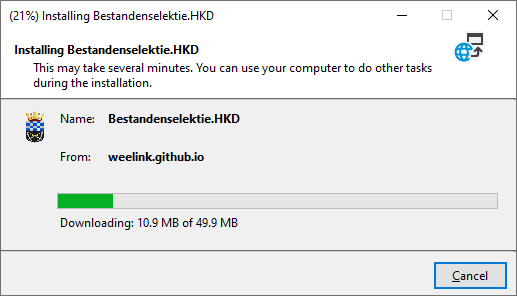 (21%) Installing Bestandenselektie.HKD
Installing Bestandenselektie.HKD
This may take several minutes. You can use your computer to do other tasks
during the installation.
Name: Bestandenselektie.HKD
From: weelink.github.io
Downloading: 10.9 MB of 49.9 MB
Cancel